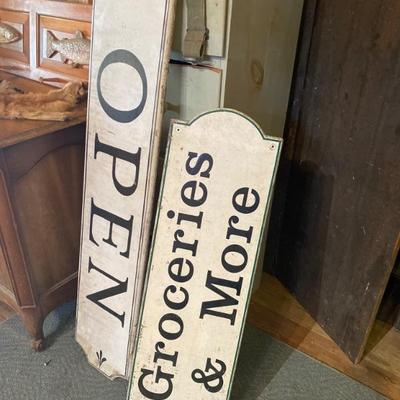 OPEN
Groceries
& More